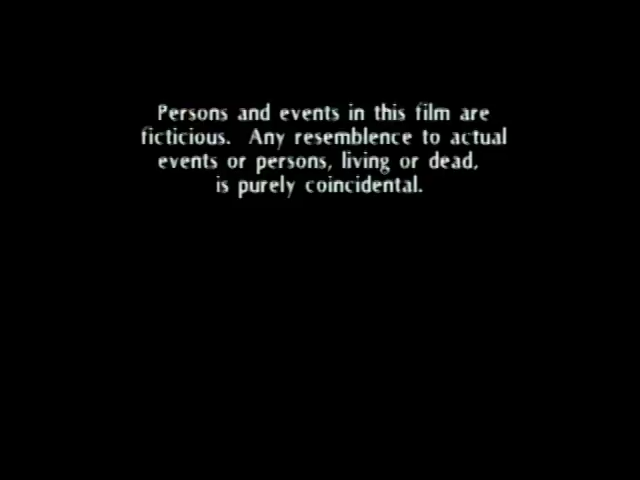 Persons and events in this film are
ficticious.  Any resemblence to actual
events or persons, living or dead,
is purely coincidental.